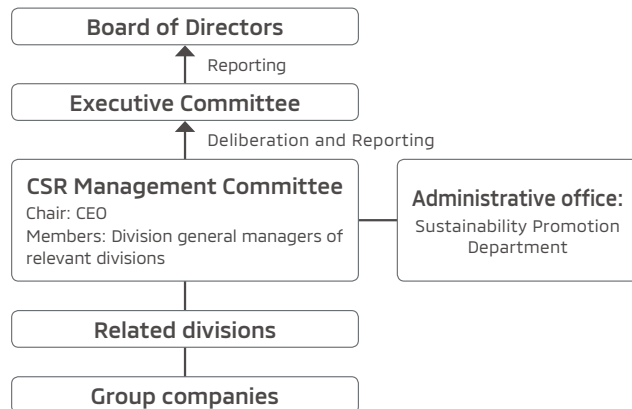 Board of Directors
Reporting
Executive Committee
Deliberation and Reporting
CSR Management Committee
Chair: CEO
Members: Division general managers of
relevant divisions
Administrative office:
Sustainability Promotion
Department
Related divisions
Group companies